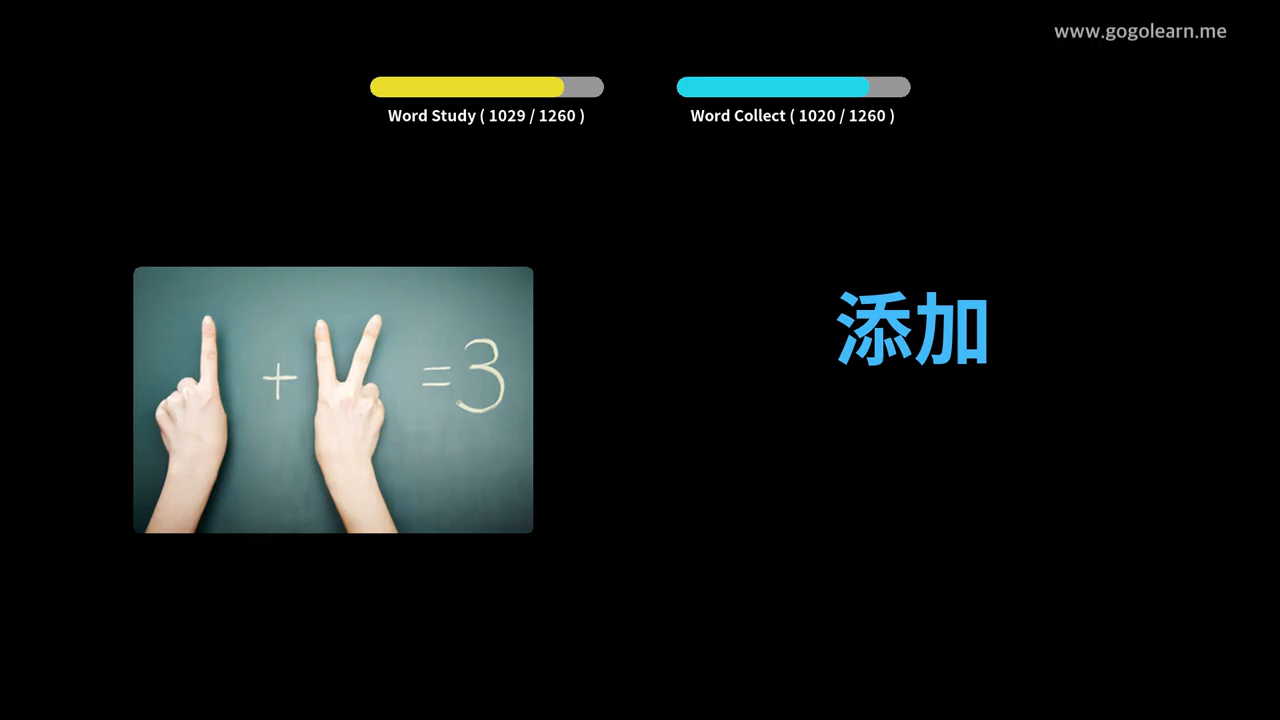 www.gogolearn.me
Word Study ( 1029 / 1260 )
Word Collect ( 1020 / 1260 )
添加
+ = 3